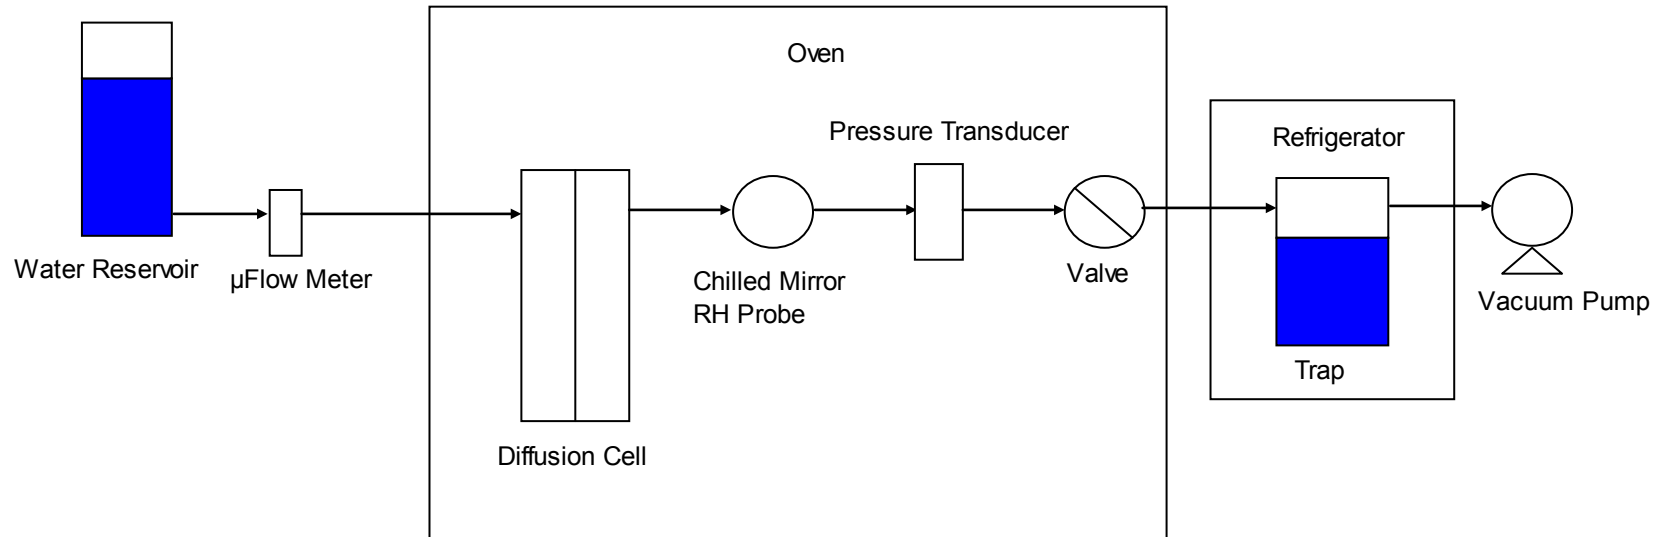 Oven
Pressure Transducer
Refrigerator
Water Reservoir
µFlow Meter
Chilled Mirror
RH Probe
Valve
Vacuum Pump
Trap
Diffusion Cell